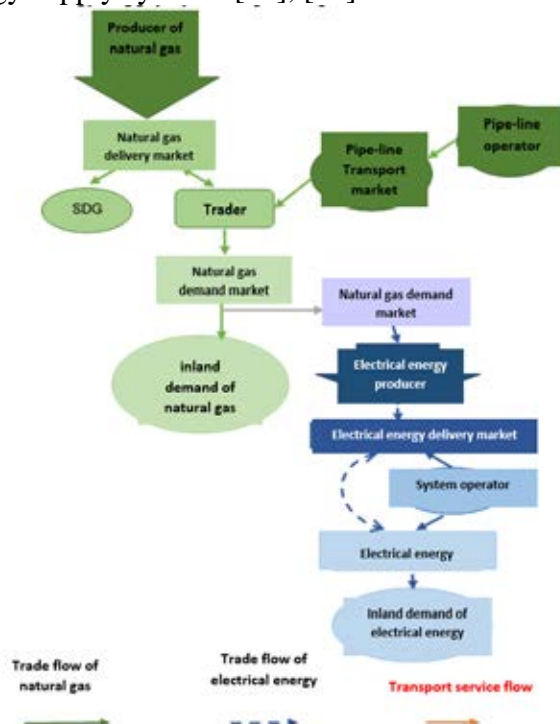 Producer of
natural gas
Natural gas
delivery market
Pipe-line
operator
Pipe-line
Transport
market
SDG
Trader
Natural gas
demand market
Natural gas demand
market
inland
demand of
natural gas
Electrical energy
producer
Electrical energy delivery market
System operator
Electrical energy
Inland demand of
electrical energy
Trade flow of
natural gas
Trade flow of
electrical energy
Transport service flow